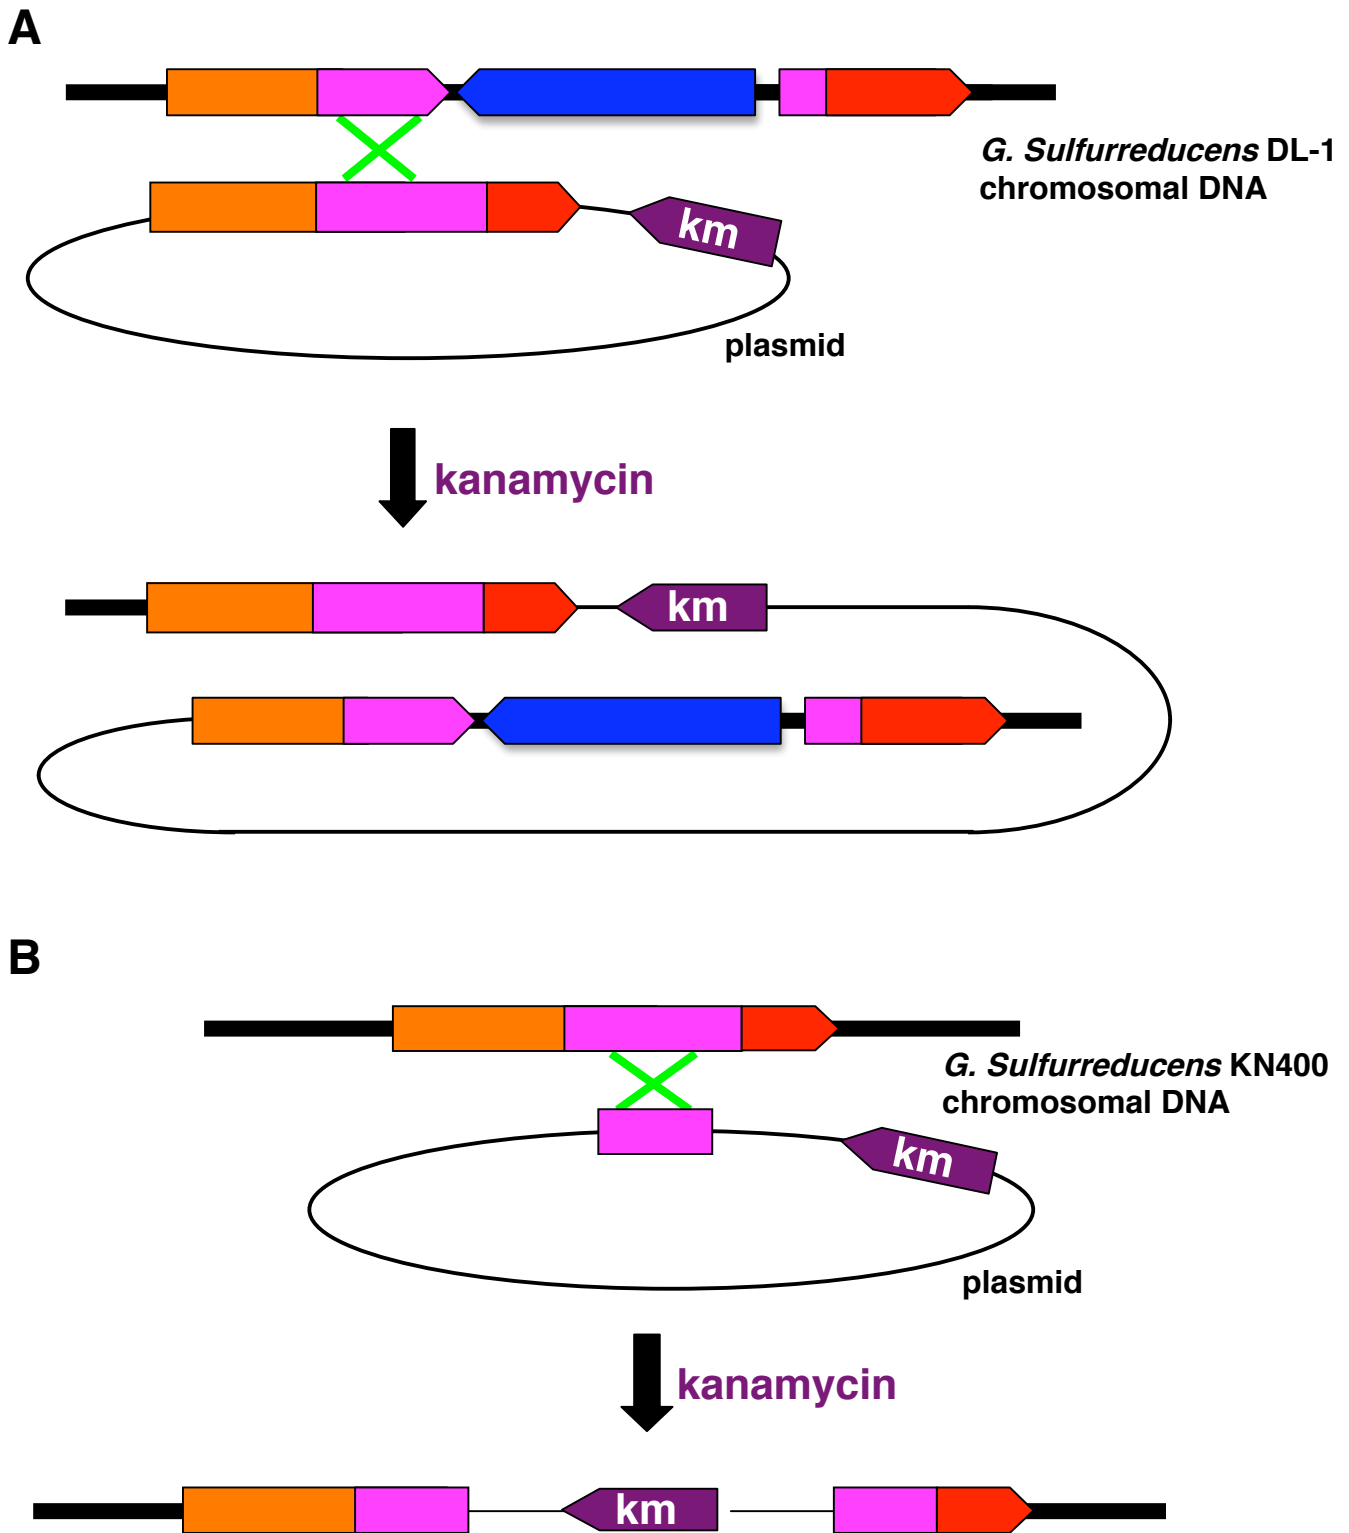 A
G. Sulfurreducens DL-1
chromosomal DNA
km
plasmid
kanamycin
km
B
G. Sulfurreducens KN400
chromosomal DNA
km
plasmid
kanamycin
km